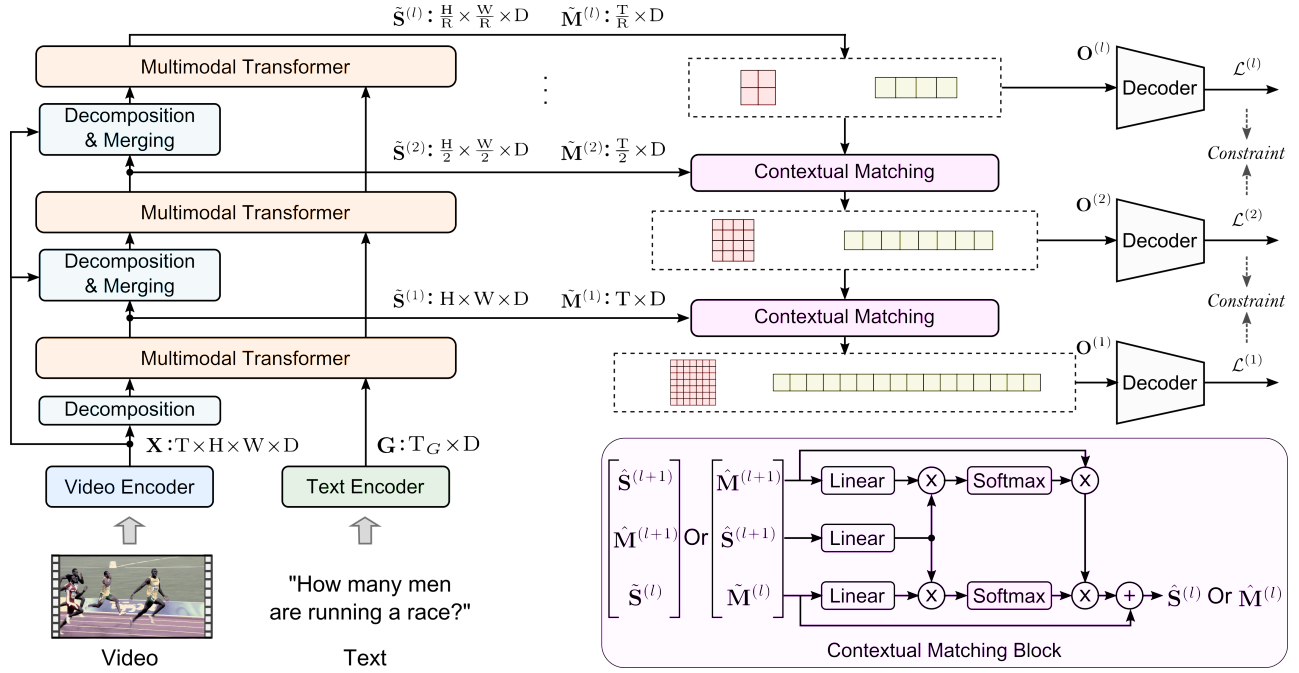 S̃^(l): H/R × W/R × D    M̃^(l): T/R × D
Multimodal Transformer
O^(l)
Decoder
ℒ^(l)
Decomposition
& Merging
S̃^(2): H/2 × W/2 × D    M̃^(2): T/2 × D
Contextual Matching
Constraint
Multimodal Transformer
O^(2)
Decoder
ℒ^(2)
Decomposition
& Merging
S̃^(1): H×W×D    M̃^(1): T×D
Contextual Matching
Constraint
Multimodal Transformer
O^(1)
Decoder
ℒ^(1)
Decomposition
X: T×H×W×D
G: T_G×D
Video Encoder
Text Encoder
"How many men
are running a race?"
Video
Text
Ŝ^(l+1)
M̂^(l+1)
S̃^(l)
Or
M̂^(l+1)
Ŝ^(l+1)
M̃^(l)
Linear
X
Softmax
X
Linear
Linear
X
Softmax
X
+
Ŝ^(l) Or M̂^(l)
Contextual Matching Block